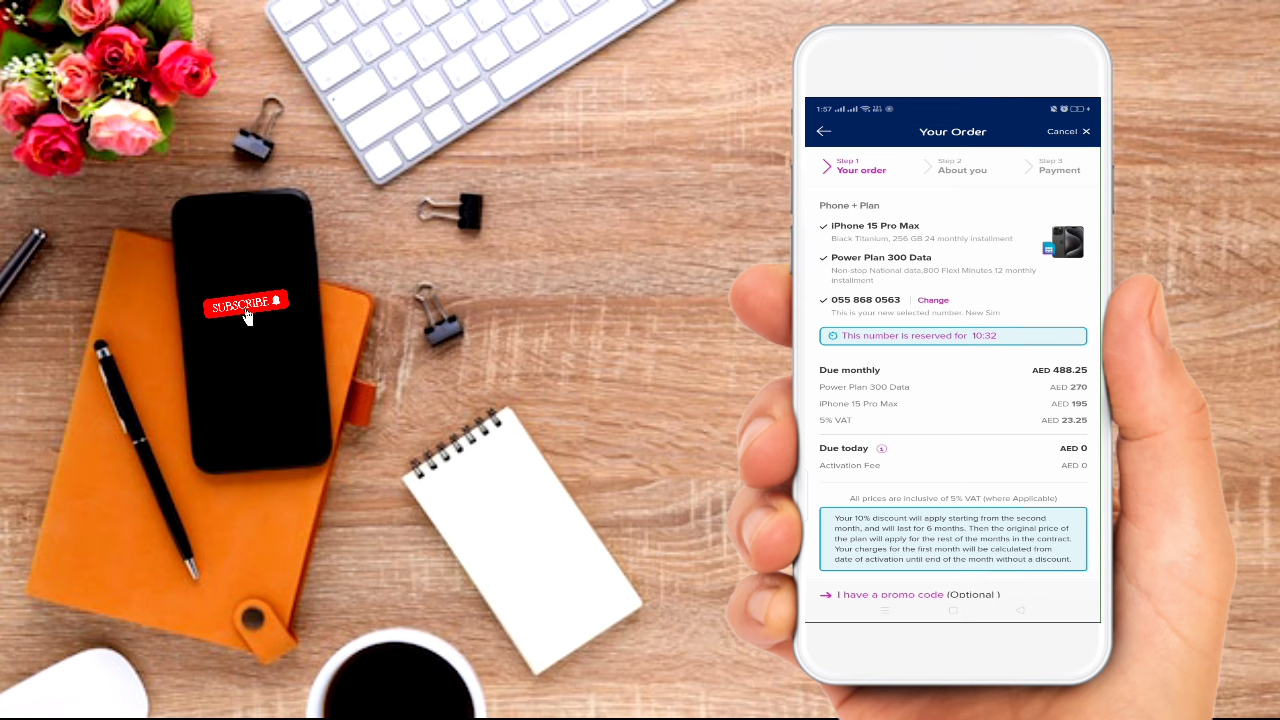 SUBSCRIBE
1:57
Your Order
Cancel ✕
Step 1
Your order
Step 2
About you
Step 3
Payment
Phone + Plan
iPhone 15 Pro Max
Black Titanium, 256 GB 24 monthly installment
Power Plan 300 Data
Non-stop National data,800 Flexi Minutes 12 monthly
installment
055 868 0563 | Change
This is your new selected number. New Sim
This number is reserved for 10:32
Due monthly AED 488.25
Power Plan 300 Data AED 270
iPhone 15 Pro Max AED 195
5% VAT AED 23.25
Due today AED 0
Activation Fee AED 0
All prices are inclusive of 5% VAT (where Applicable)
Your 10% discount will apply starting from the second
month, and will last for 6 months. Then the original price of
the plan will apply for the rest of the months in the contract.
Your charges for the first month will be calculated from
date of activation until end of the month without a discount.
I have a promo code (Optional )